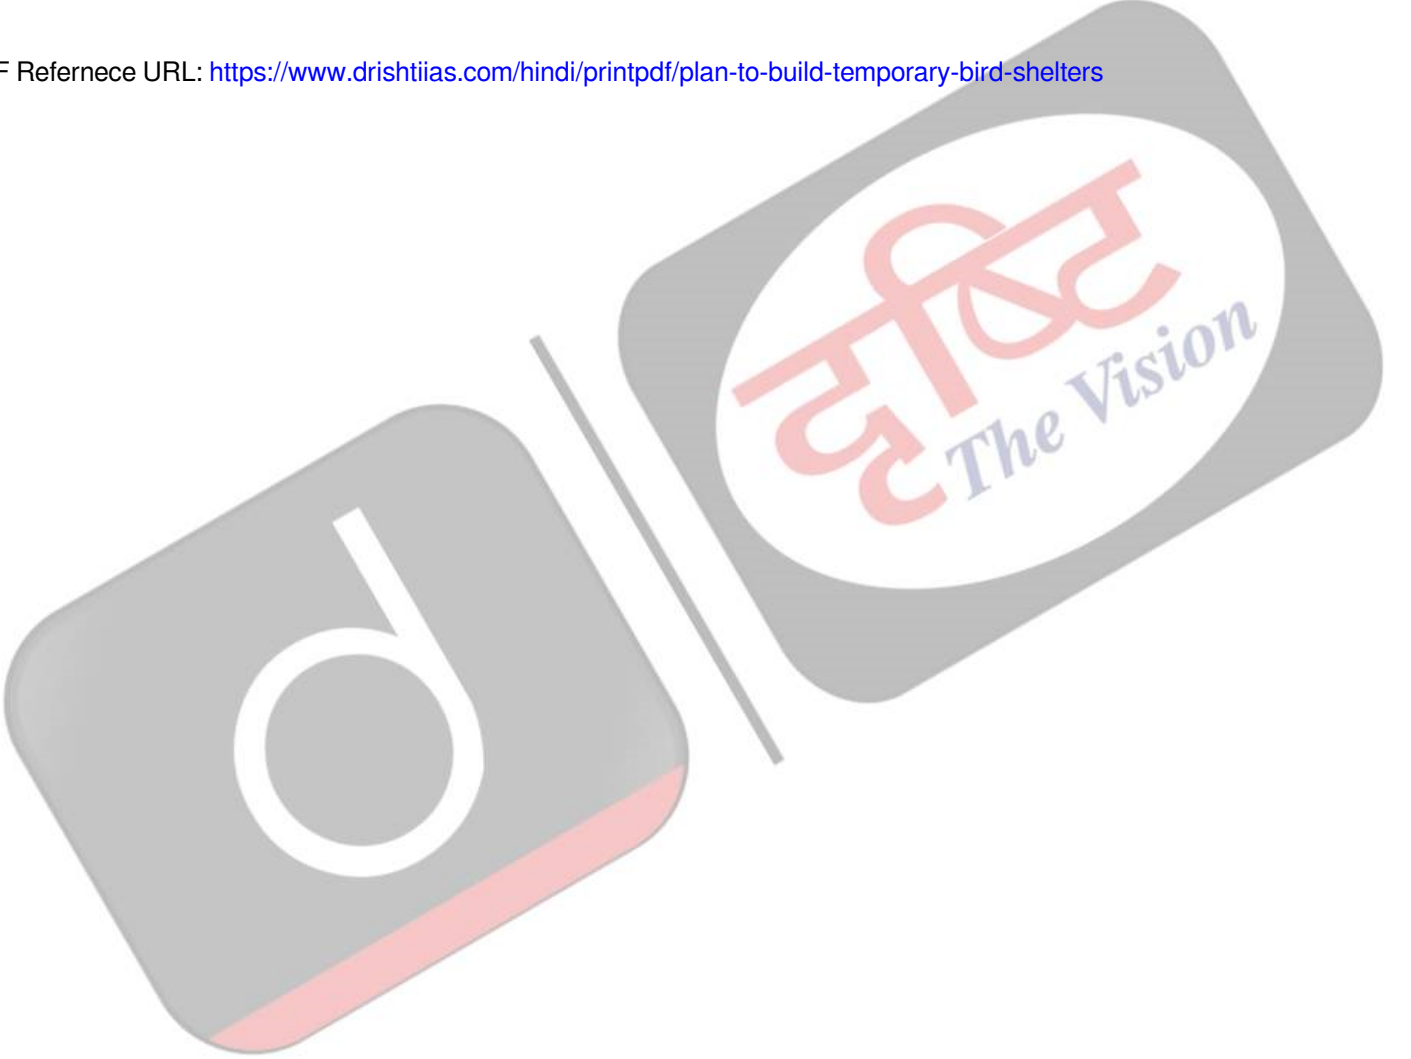 F Refernece URL: https://www.drishtiias.com/hindi/printpdf/plan-to-build-temporary-bird-shelters
दृष्टि
The Vision
d